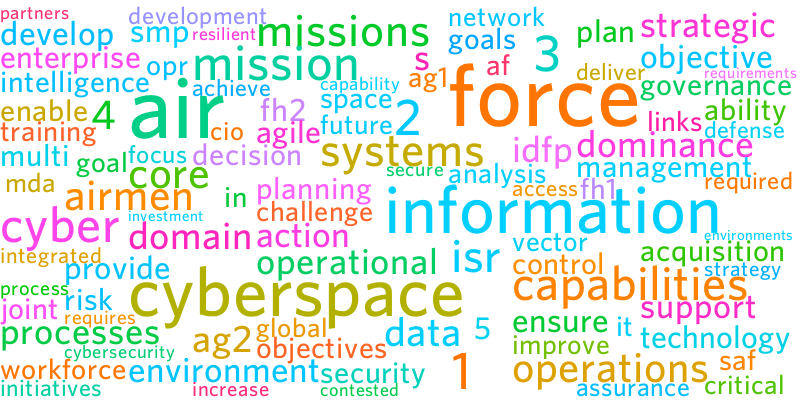 partners development network plan strategic
develop smp resilient missions goals 3 objective
enterprise opr mission s af deliver requirements
intelligence achieve capability ag1 force governance
enable 4 air fh2 space 2 links ability
training cio agile future defense
multi goal focus decision systems idfp dominance
mda core secure analysis management
airmen in planning access fh1 required
cyber investment challenge information
domain action environments
integrated operational isr vector acquisition
provide control strategy
process cyberspace capabilities
joint risk support
requires global data 5 ensure it
processes ag2 technology
cybersecurity objectives improve
workforce environment 1 operations saf
security critical
initiatives increase contested assurance